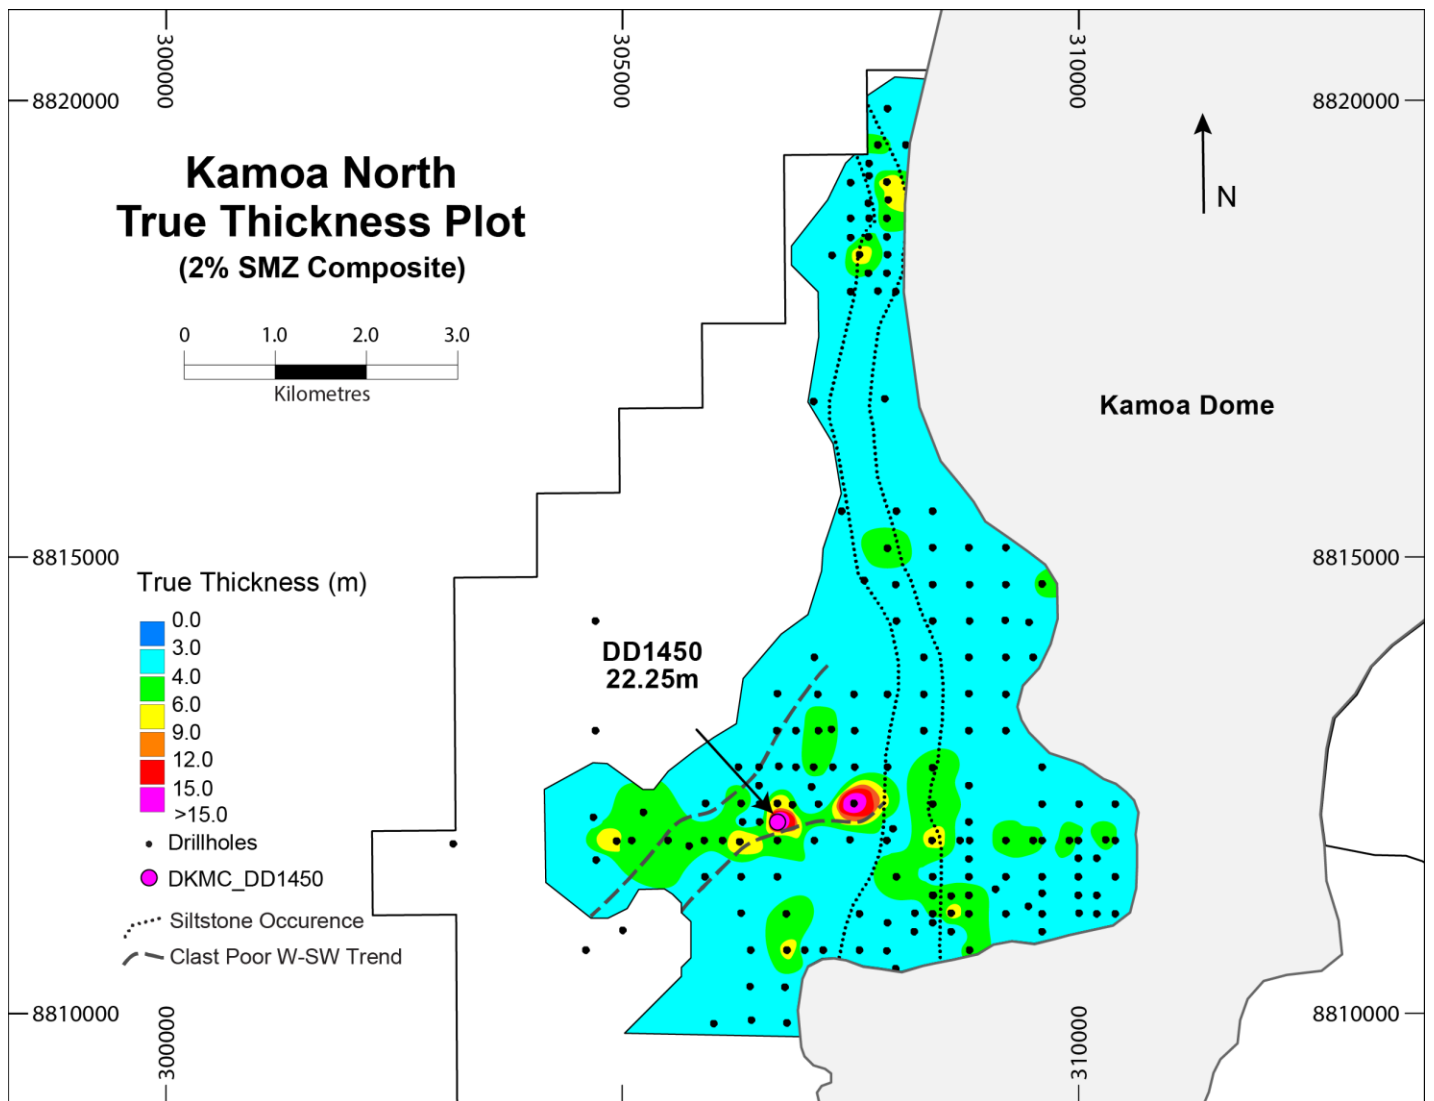 300000
305000
310000
8820000
8820000
Kamoa North
True Thickness Plot
(2% SMZ Composite)
N
0 1.0 2.0 3.0
Kilometres
Kamoa Dome
8815000
8815000
True Thickness (m)
0.0
3.0
4.0
6.0
9.0
12.0
15.0
>15.0
DD1450
22.25m
Drillholes
DKMC_DD1450
Siltstone Occurence
Clast Poor W-SW Trend
8810000
8810000
300000
310000